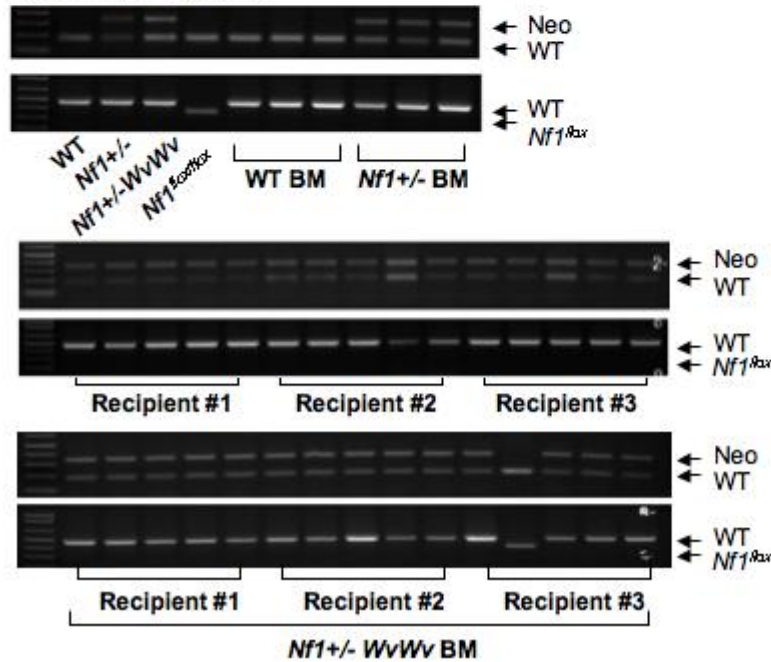 Neo
WT
WT
Nf1flox
WT
Nf1+/-
Nf1+/-WvWv
Nf1flox/flox
WT BM
Nf1+/- BM
Neo
WT
WT
Nf1flox
Recipient #1
Recipient #2
Recipient #3
Neo
WT
WT
Nf1flox
Recipient #1
Recipient #2
Recipient #3
Nf1+/- WvWv BM